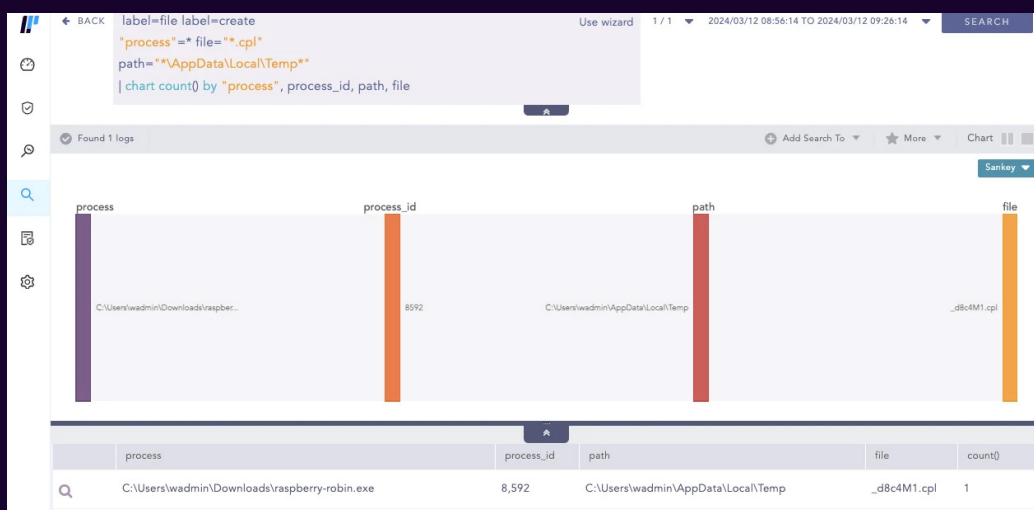 BACK
label=file label=create
Use wizard 1 / 1 2024/03/12 08:56:14 TO 2024/03/12 09:26:14 SEARCH
"process"=* file="*.cpl"
path="*\AppData\Local\Temp*"
| chart count() by "process", process_id, path, file
Found 1 logs Add Search To More Chart
Sankey
process process_id path file
C:\Users\wadmin\Downloads\raspber... 8592 C:\Users\wadmin\AppData\Local\Temp _d8c4M1.cpl
process process_id path file count()
C:\Users\wadmin\Downloads\raspberry-robin.exe 8,592 C:\Users\wadmin\AppData\Local\Temp _d8c4M1.cpl 1